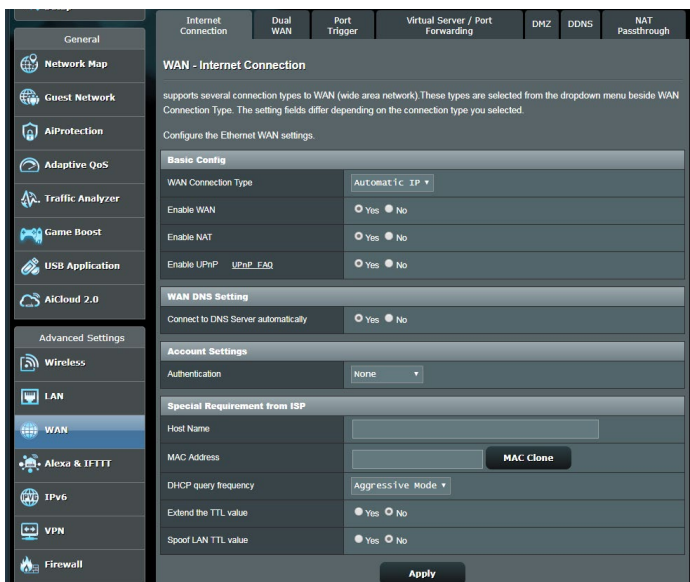 General
Network Map
Guest Network
AiProtection
Adaptive QoS
Traffic Analyzer
Game Boost
USB Application
AiCloud 2.0
Advanced Settings
Wireless
LAN
WAN
Alexa & IFTTT
IPv6
VPN
Firewall
Internet Connection
Dual WAN
Port Trigger
Virtual Server / Port Forwarding
DMZ
DDNS
NAT Passthrough
WAN - Internet Connection
supports several connection types to WAN (wide area network).These types are selected from the dropdown menu beside WAN
Connection Type. The setting fields differ depending on the connection type you selected.
Configure the Ethernet WAN settings.
Basic Config
WAN Connection Type Automatic IP
Enable WAN Yes No
Enable NAT Yes No
Enable UPnP UPnP FAQ Yes No
WAN DNS Setting
Connect to DNS Server automatically Yes No
Account Settings
Authentication None
Special Requirement from ISP
Host Name
MAC Address MAC Clone
DHCP query frequency Aggressive Mode
Extend the TTL value Yes No
Spoof LAN TTL value Yes No
Apply